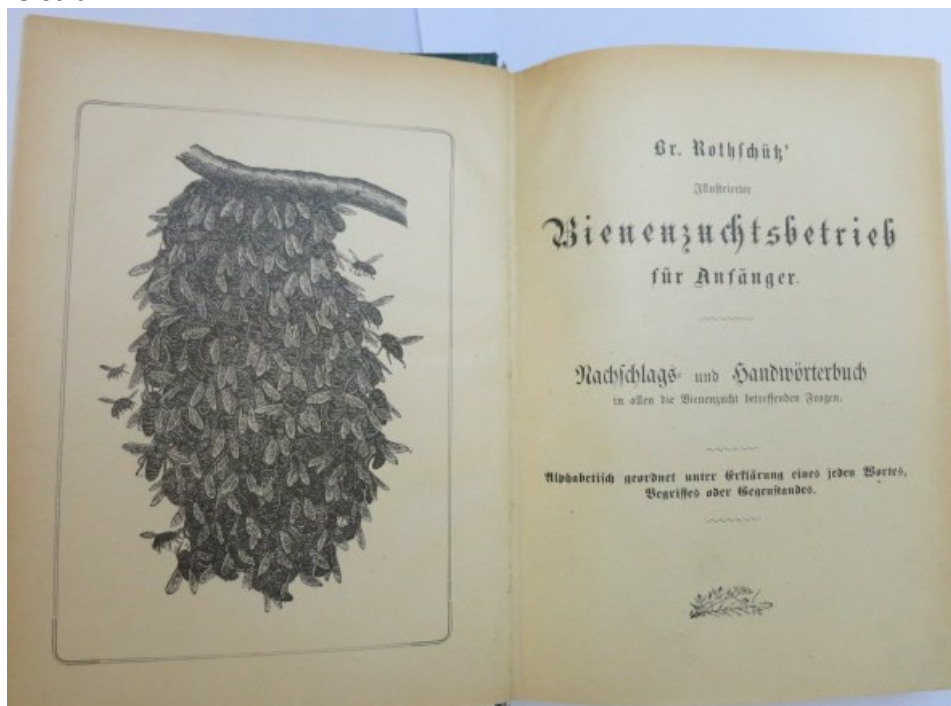 Br. Rothschütz'
Illustrierter
Bienenzuchtsbetrieb
für Anfänger.
Nachschlags- und Handwörterbuch
in allen die Bienenzucht betreffenden Fragen.
Alphabetisch geordnet unter Erklärung eines jeden Wortes,
Begriffes oder Gegenstandes.